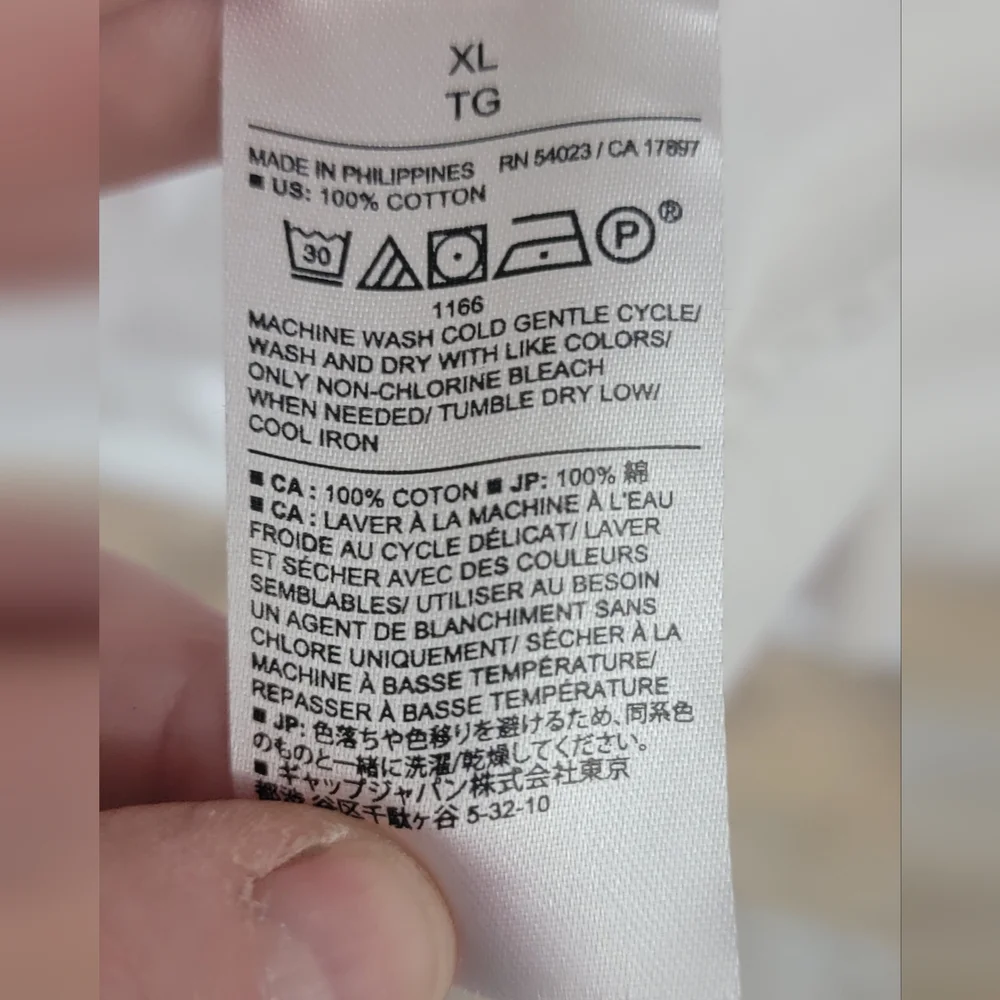 XL
TG
MADE IN PHILIPPINES RN 54023 / CA 17897
■ US: 100% COTTON
30 P ®
1166
MACHINE WASH COLD GENTLE CYCLE/
WASH AND DRY WITH LIKE COLORS/
ONLY NON-CHLORINE BLEACH
WHEN NEEDED/ TUMBLE DRY LOW/
COOL IRON
■ CA : 100% COTON ■ JP: 100% 綿
■ CA : LAVER À LA MACHINE À L'EAU
FROIDE AU CYCLE DÉLICAT/ LAVER
ET SÉCHER AVEC DES COULEURS
SEMBLABLES/ UTILISER AU BESOIN
UN AGENT DE BLANCHIMENT SANS
CHLORE UNIQUEMENT/ SÉCHER À LA
MACHINE À BASSE TEMPÉRATURE/
REPASSER À BASSE TEMPÉRATURE
■ JP: 色落ちや色移りを避けるため、同系色
のものと一緒に洗濯/乾燥してください。
■ ギャップジャパン株式会社東京
都渋谷区千駄ヶ谷 5-32-10